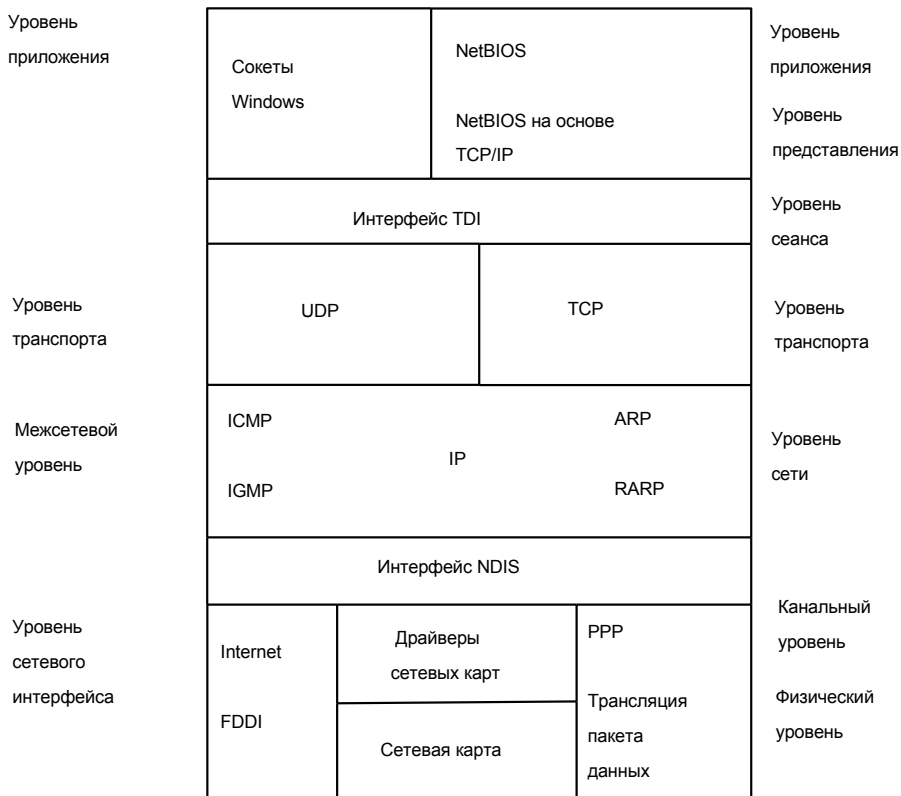 Уровень
приложения
Сокеты
Windows
NetBIOS
NetBIOS на основе
TCP/IP
Уровень
приложения
Уровень
представления
Интерфейс TDI
Уровень
сеанса
Уровень
транспорта
UDP
TCP
Уровень
транспорта
Межсетевой
уровень
ICMP
ARP
IP
IGMP
RARP
Уровень
сети
Интерфейс NDIS
Уровень
сетевого
интерфейса
Internet
FDDI
Драйверы
сетевых карт
Сетевая карта
PPP
Трансляция
пакета
данных
Канальный
уровень
Физический
уровень